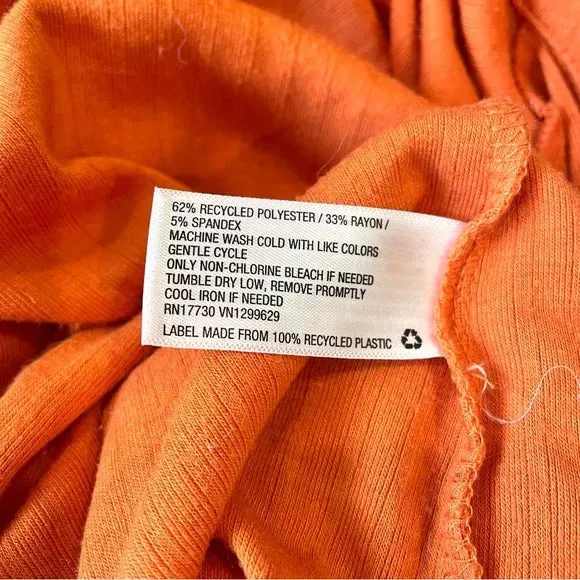 62% RECYCLED POLYESTER / 33% RAYON /
5% SPANDEX
MACHINE WASH COLD WITH LIKE COLORS
GENTLE CYCLE
ONLY NON-CHLORINE BLEACH IF NEEDED
TUMBLE DRY LOW, REMOVE PROMPTLY
COOL IRON IF NEEDED
RN17730 VN1299629
LABEL MADE FROM 100% RECYCLED PLASTIC